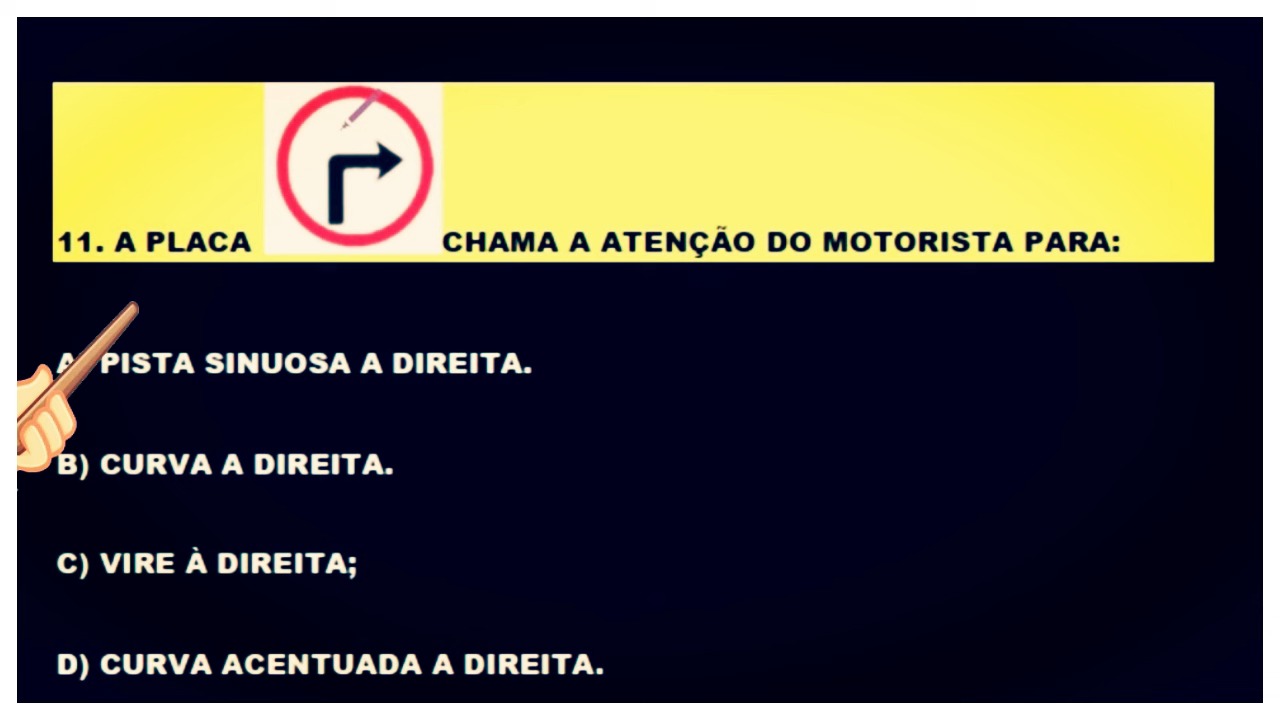 11. A PLACA CHAMA A ATENÇÃO DO MOTORISTA PARA:
A) PISTA SINUOSA A DIREITA.
B) CURVA A DIREITA.
C) VIRE À DIREITA;
D) CURVA ACENTUADA A DIREITA.